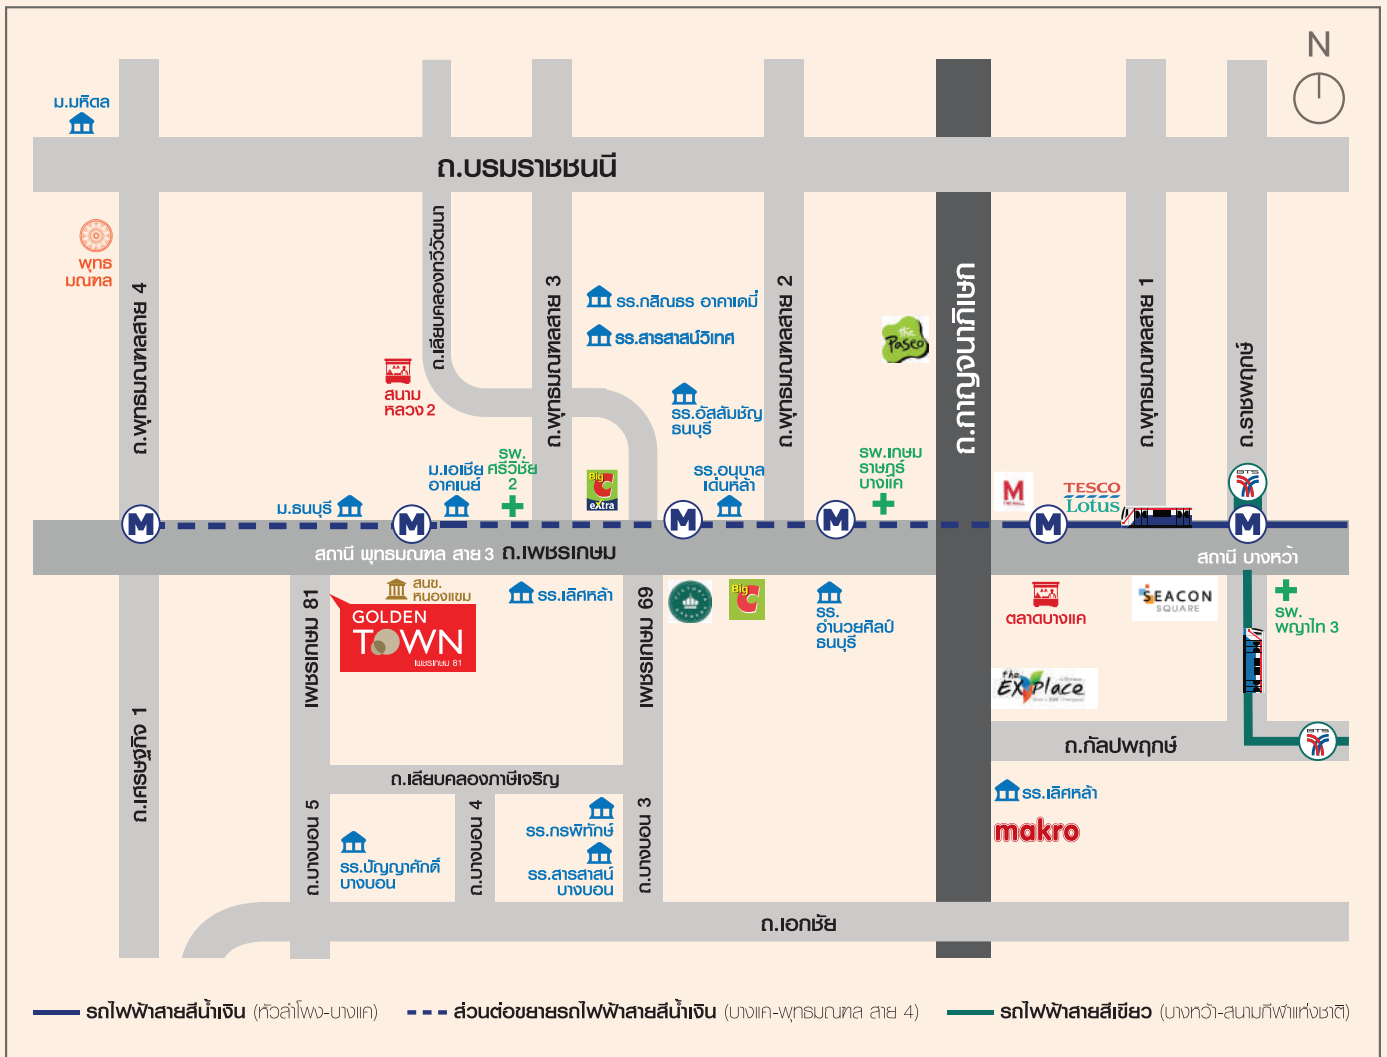 N
ม.มหิดล
ถ.บรมราชชนนี
พุทธ
มณฑล
ถ.พุทธมณฑลสาย 4
ถ.เลียบคลองทวีวัฒนา
ถ.พุทธมณฑลสาย 3
รร.กสิณธร อาคาเดมี่
รร.สารสาสน์วิเทศ
ถ.พุทธมณฑลสาย 2
the
Paseo
ถ.กาญจนาภิเษก
ถ.พุทธมณฑลสาย 1
ถ.ราชพฤกษ์
สนาม
หลวง 2
รร.อัสสัมชัญ
ธนบุรี
ม.ธนบุรี
ม.เอเชีย
อาคเนย์
รพ.
ศรีวิชัย
2
Big
C
eXtra
รร.อนุบาล
เด่นหล้า
รพ.เกษม
ราษฎร์
บางแค
M
THE MALL
TESCO
Lotus
BTS
M
M
M
M
M
M
สถานี พุทธมณฑล สาย 3
ถ.เพชรเกษม
สถานี บางหว้า
เพชรเกษม 81
สนข.
หนองแขม
GOLDEN
TOWN
เพชรเกษม 81
รร.เลิศหล้า
เพชรเกษม 69
Big
C
รร.
อำนวยศิลป์
ธนบุรี
ตลาดบางแค
SEACON
SQUARE
รพ.
พญาไท 3
the
EXPlace
ถ.เศรษฐกิจ 1
ถ.กัลปพฤกษ์
BTS
ถ.เลียบคลองภาษีเจริญ
ถ.บางบอน 5
รร.ปัญญาศักดิ์
บางบอน
ถ.บางบอน 4
รร.กรพิทักษ์
รร.สารสาสน์
บางบอน
ถ.บางบอน 3
รร.เลิศหล้า
makro
ถ.เอกชัย
รถไฟฟ้าสายสีน้ำเงิน (หัวลำโพง-บางแค)
ส่วนต่อขยายรถไฟฟ้าสายสีน้ำเงิน (บางแค-พุทธมณฑล สาย 4)
รถไฟฟ้าสายสีเขียว (บางหว้า-สนามกีฬาแห่งชาติ)